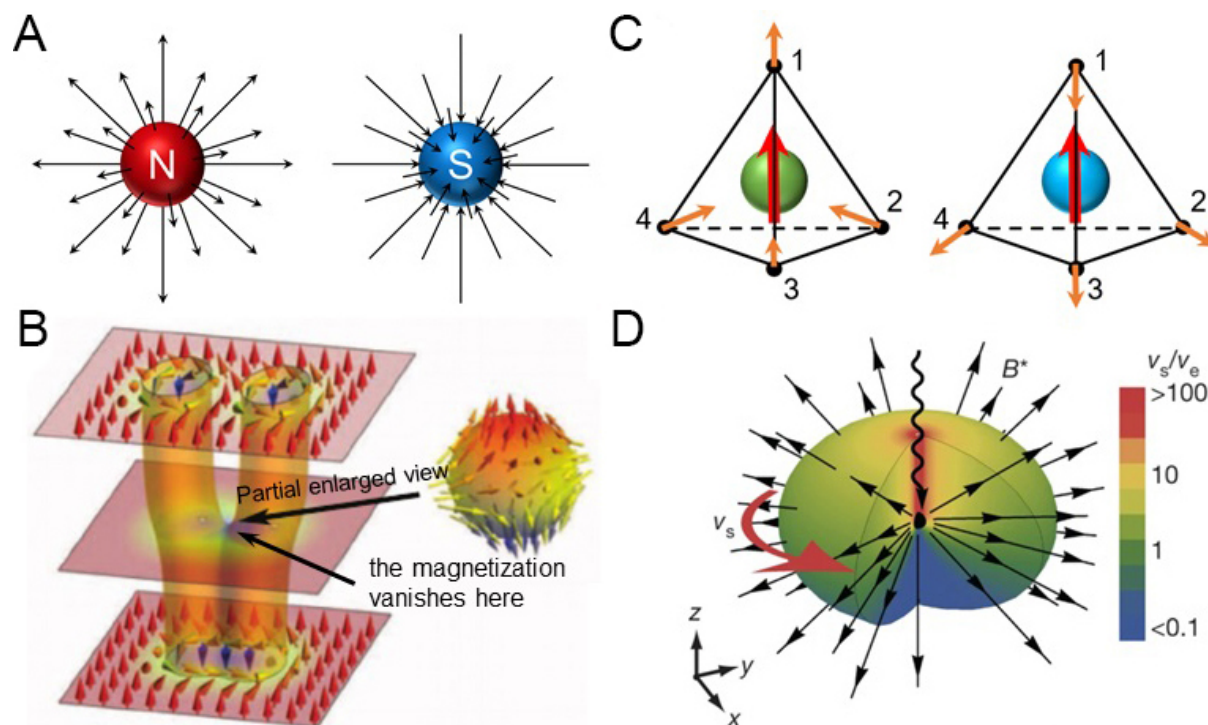 A
N
S
C
1
4
2
3
1
4
2
3
B
Partial enlarged view
the magnetization
vanishes here
D
B*
vₛ/vₑ
>100
10
1
<0.1
vₛ
z
y
x